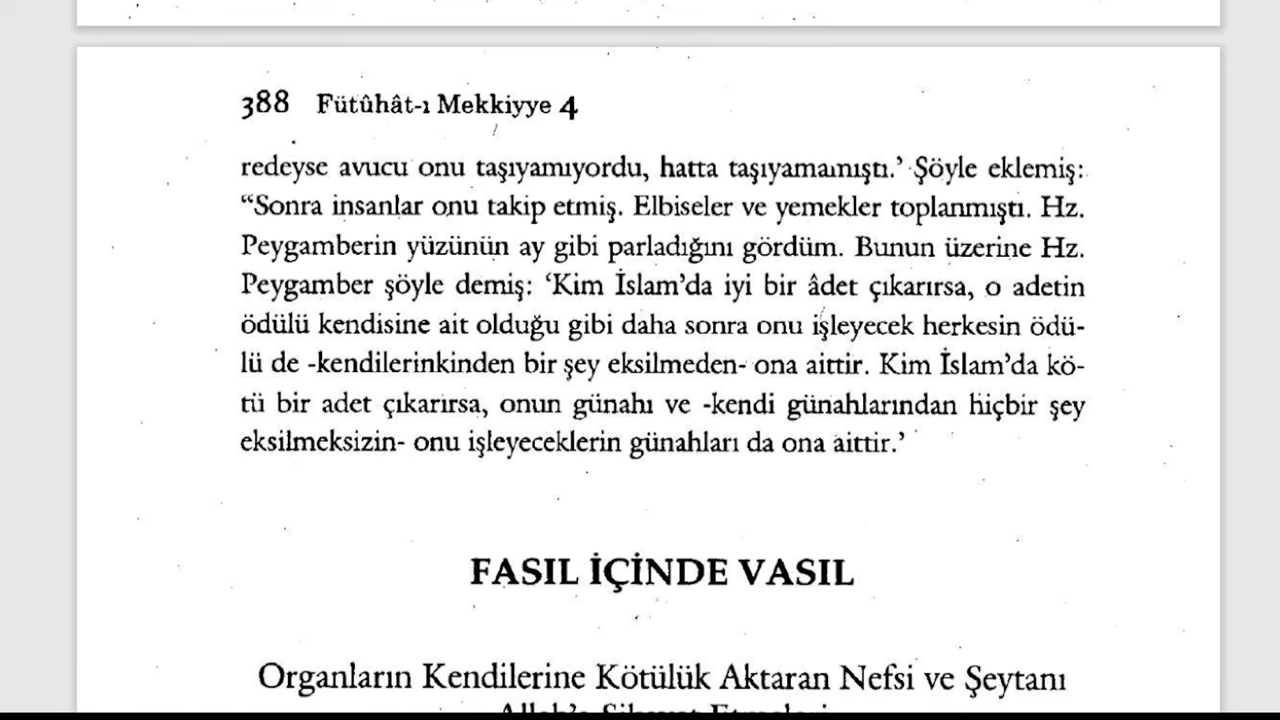 388 Fütûhât-ı Mekkiyye 4
redeyse avucu onu taşıyamıyordu, hatta taşıyamamıştı.’ Şöyle eklemiş:
“Sonra insanlar onu takip etmiş. Elbiseler ve yemekler toplanmıştı. Hz.
Peygamberin yüzünün ay gibi parladığını gördüm. Bunun üzerine Hz.
Peygamber şöyle demiş: ‘Kim İslam’da iyi bir âdet çıkarırsa, o adetin
ödülü kendisine ait olduğu gibi daha sonra onu işleyecek herkesin ödü-
lü de -kendilerinkinden bir şey eksilmeden- ona aittir. Kim İslam’da kö-
tü bir adet çıkarırsa, onun günahı ve -kendi günahlarından hiçbir şey
eksilmeksizin- onu işleyeceklerin günahları da ona aittir.’
FASIL İÇİNDE VASIL
Organların Kendilerine Kötülük Aktaran Nefsi ve Şeytanı